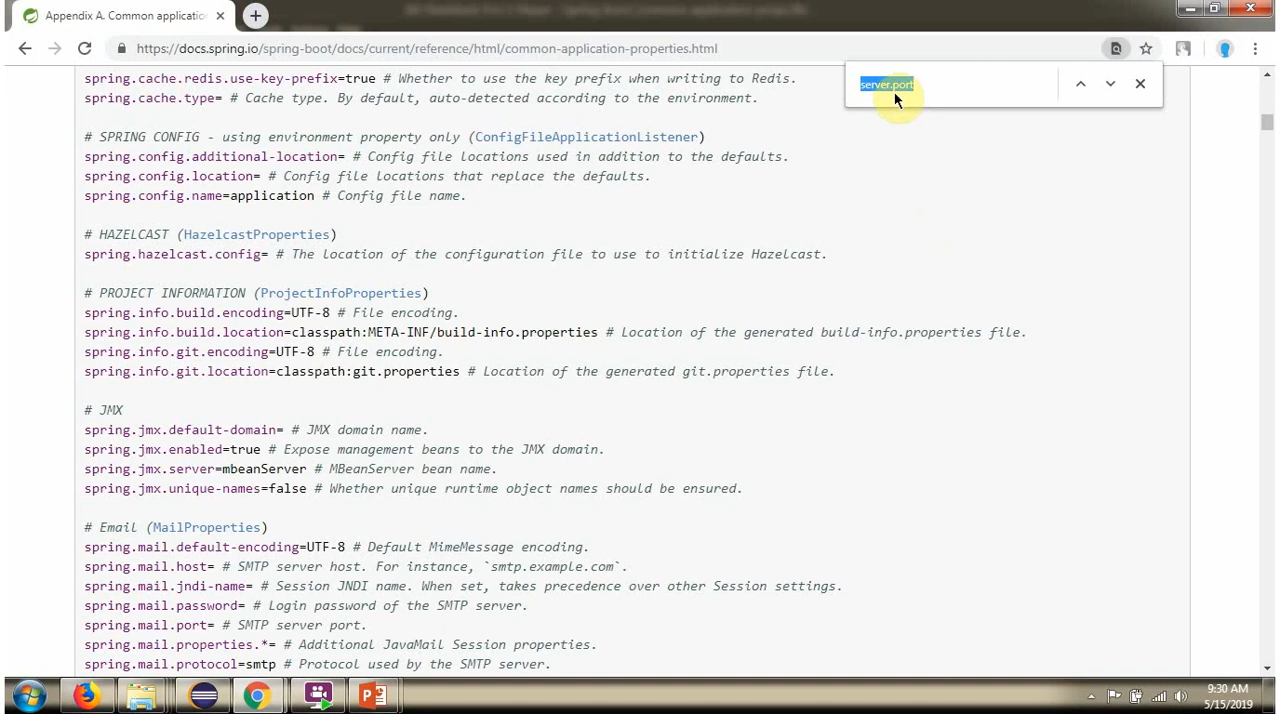 Appendix A. Common application
https://docs.spring.io/spring-boot/docs/current/reference/html/common-application-properties.html
server.port
spring.cache.redis.use-key-prefix=true # Whether to use the key prefix when writing to Redis.
spring.cache.type= # Cache type. By default, auto-detected according to the environment.
# SPRING CONFIG - using environment property only (ConfigFileApplicationListener)
spring.config.additional-location= # Config file locations used in addition to the defaults.
spring.config.location= # Config file locations that replace the defaults.
spring.config.name=application # Config file name.
# HAZELCAST (HazelcastProperties)
spring.hazelcast.config= # The location of the configuration file to use to initialize Hazelcast.
# PROJECT INFORMATION (ProjectInfoProperties)
spring.info.build.encoding=UTF-8 # File encoding.
spring.info.build.location=classpath:META-INF/build-info.properties # Location of the generated build-info.properties file.
spring.info.git.encoding=UTF-8 # File encoding.
spring.info.git.location=classpath:git.properties # Location of the generated git.properties file.
# JMX
spring.jmx.default-domain= # JMX domain name.
spring.jmx.enabled=true # Expose management beans to the JMX domain.
spring.jmx.server=mbeanServer # MBeanServer bean name.
spring.jmx.unique-names=false # Whether unique runtime object names should be ensured.
# Email (MailProperties)
spring.mail.default-encoding=UTF-8 # Default MimeMessage encoding.
spring.mail.host= # SMTP server host. For instance, `smtp.example.com`.
spring.mail.jndi-name= # Session JNDI name. When set, takes precedence over other Session settings.
spring.mail.password= # Login password of the SMTP server.
spring.mail.port= # SMTP server port.
spring.mail.properties.*= # Additional JavaMail Session properties.
spring.mail.protocol=smtp # Protocol used by the SMTP server.
9:30 AM
5/15/2019